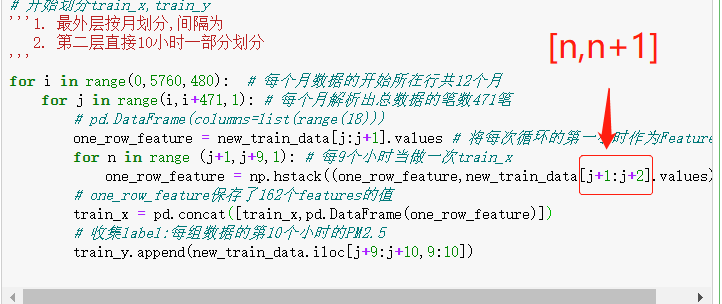 # 开始划分train_x,train_y
'''1. 最外层按月划分,间隔为
2. 第二层直接10小时一部分划分
'''
for i in range(0,5760,480): # 每个月数据的开始所在行共12个月
for j in range(i,i+471,1): # 每个月解析出总数据的笔数471笔
# pd.DataFrame(columns=list(range(18)))
one_row_feature = new_train_data[j:j+1].values # 将每次循环的第一小时作为Feature
for n in range (j+1,j+9,1): # 每9个小时当做一次train_x
one_row_feature = np.hstack((one_row_feature,new_train_data[j+1:j+2].values)
# one_row_feature保存了162个features的值
train_x = pd.concat([train_x,pd.DataFrame(one_row_feature)])
# 收集label:每组数据的第10个小时的PM2.5
train_y.append(new_train_data.iloc[j+9:j+10,9:10])
[n,n+1]